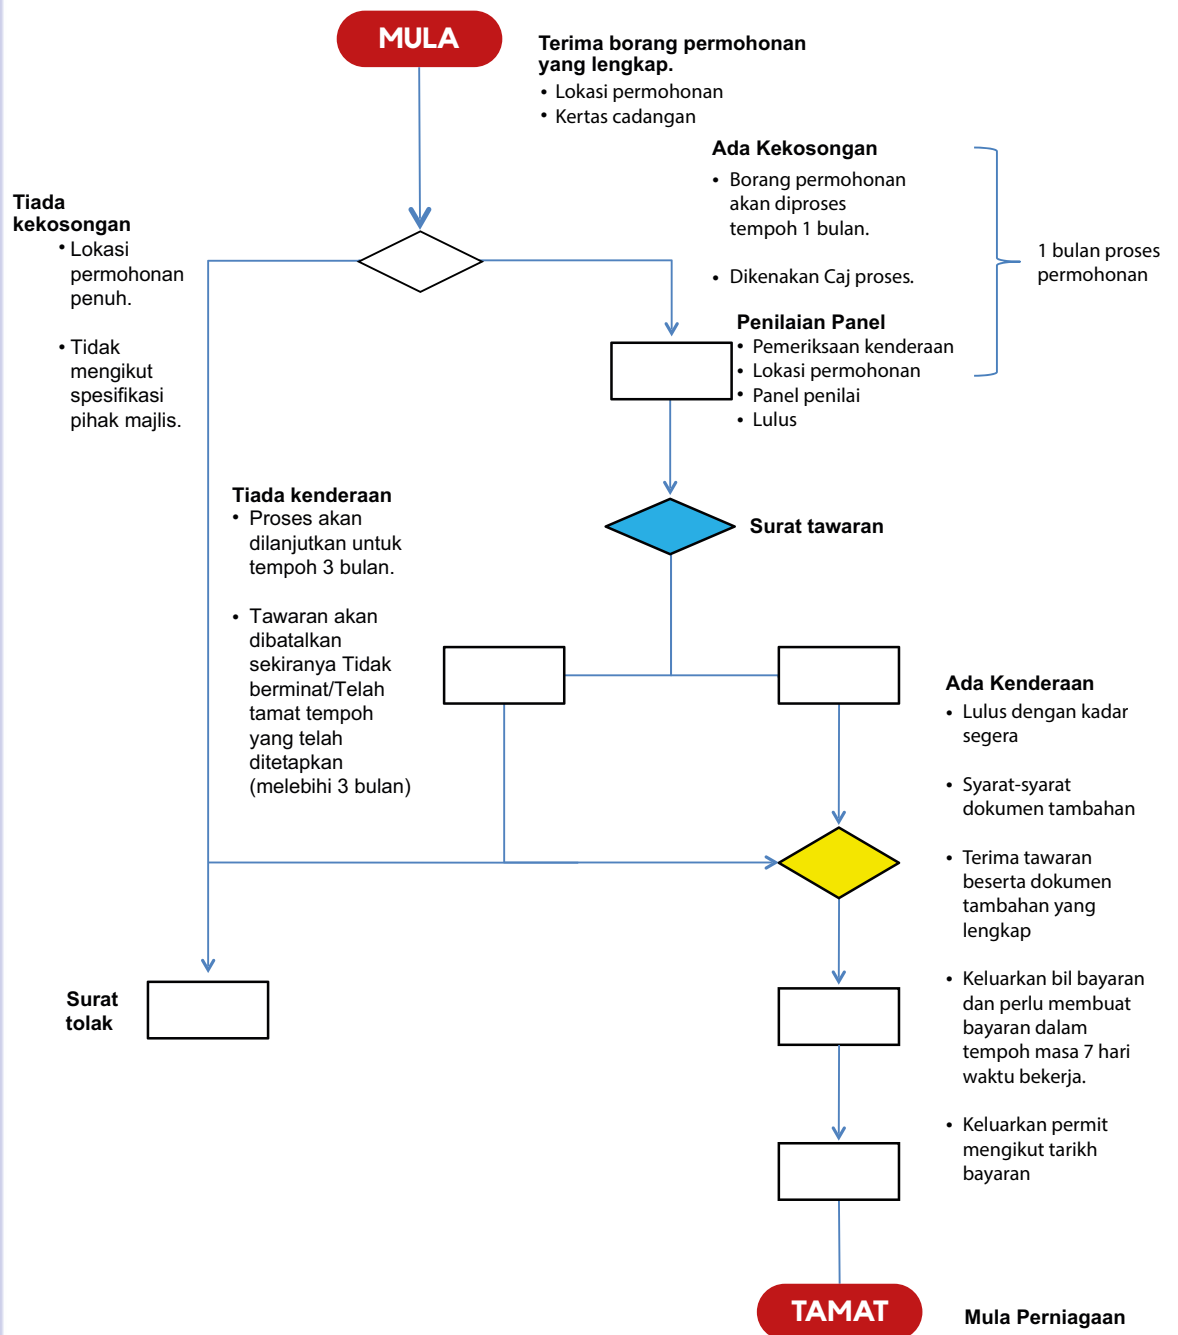 MULA
Terima borang permohonan
yang lengkap.
• Lokasi permohonan
• Kertas cadangan
Ada Kekosongan
• Borang permohonan
akan diproses
tempoh 1 bulan.
• Dikenakan Caj proses.
1 bulan proses
permohonan
Tiada
kekosongan
• Lokasi
permohonan
penuh.
• Tidak
mengikut
spesifikasi
pihak majlis.
Penilaian Panel
• Pemeriksaan kenderaan
• Lokasi permohonan
• Panel penilai
• Lulus
Tiada kenderaan
• Proses akan
dilanjutkan untuk
tempoh 3 bulan.
• Tawaran akan
dibatalkan
sekiranya Tidak
berminat/Telah
tamat tempoh
yang telah
ditetapkan
(melebihi 3 bulan)
Surat tawaran
Ada Kenderaan
• Lulus dengan kadar
segera
• Syarat-syarat
dokumen tambahan
• Terima tawaran
beserta dokumen
tambahan yang
lengkap
• Keluarkan bil bayaran
dan perlu membuat
bayaran dalam
tempoh masa 7 hari
waktu bekerja.
• Keluarkan permit
mengikut tarikh
bayaran
Surat
tolak
TAMAT
Mula Perniagaan